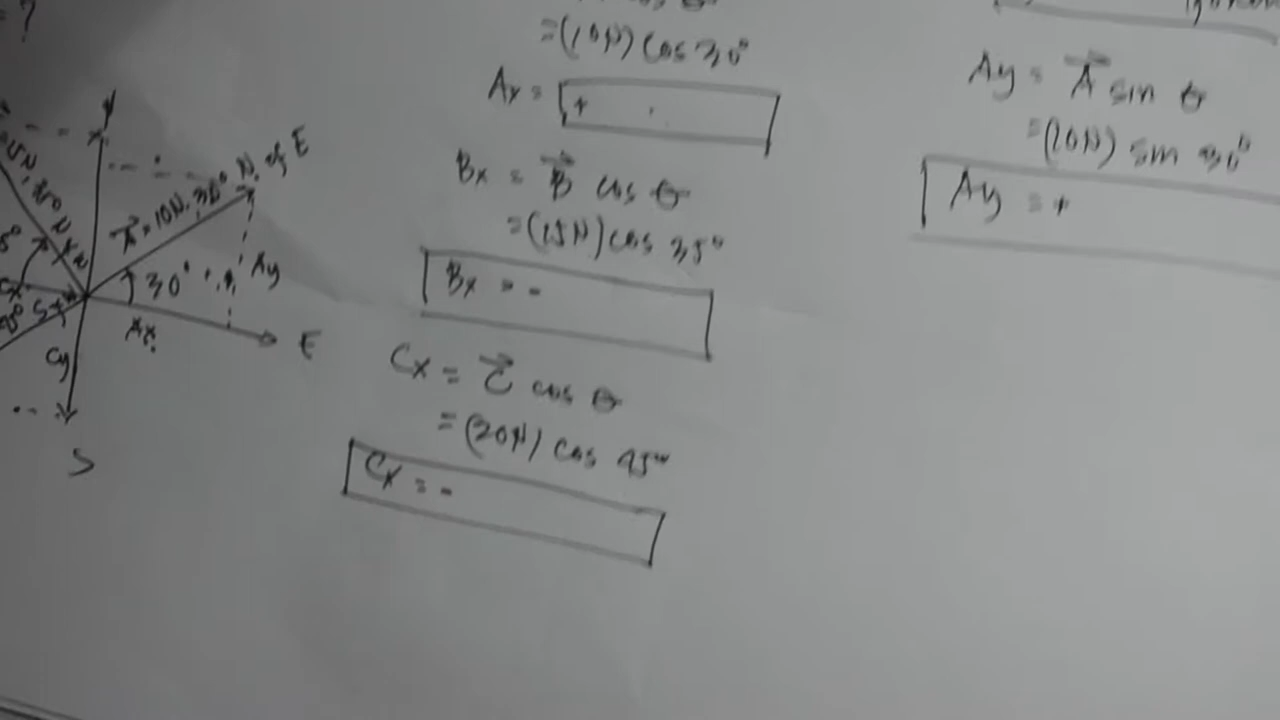 = ?
y
A = 10N, 30° N of E
30°
Ay
Ax
E
Cy
S
=(10N) cos 30°
Ax = +
Bx = B cos θ
=(15N) cos 35°
Bx = -
Cx = C cos θ
=(20N) cos 45°
Cx = -
Ay = A sin θ
=(10N) sin 30°
Ay = +